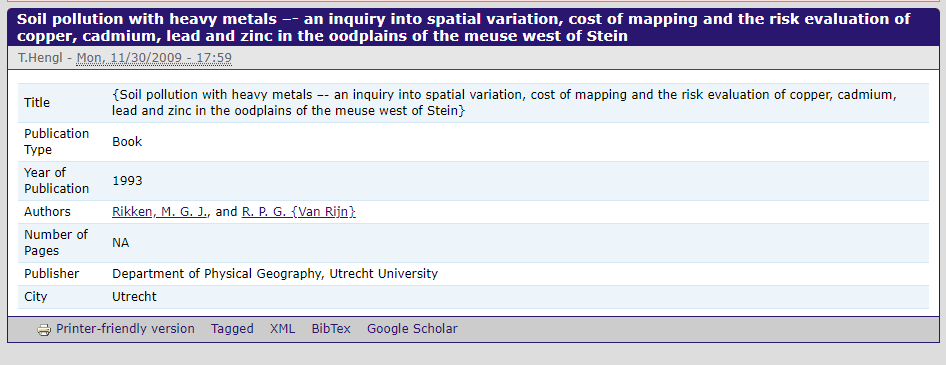 Soil pollution with heavy metals –- an inquiry into spatial variation, cost of mapping and the risk evaluation of
copper, cadmium, lead and zinc in the oodplains of the meuse west of Stein
T.Hengl - Mon, 11/30/2009 - 17:59
Title {Soil pollution with heavy metals –- an inquiry into spatial variation, cost of mapping and the risk evaluation of copper, cadmium,
lead and zinc in the oodplains of the meuse west of Stein}
Publication
Type Book
Year of
Publication 1993
Authors Rikken, M. G. J., and R. P. G. {Van Rijn}
Number of
Pages NA
Publisher Department of Physical Geography, Utrecht University
City Utrecht
Printer-friendly version Tagged XML BibTex Google Scholar